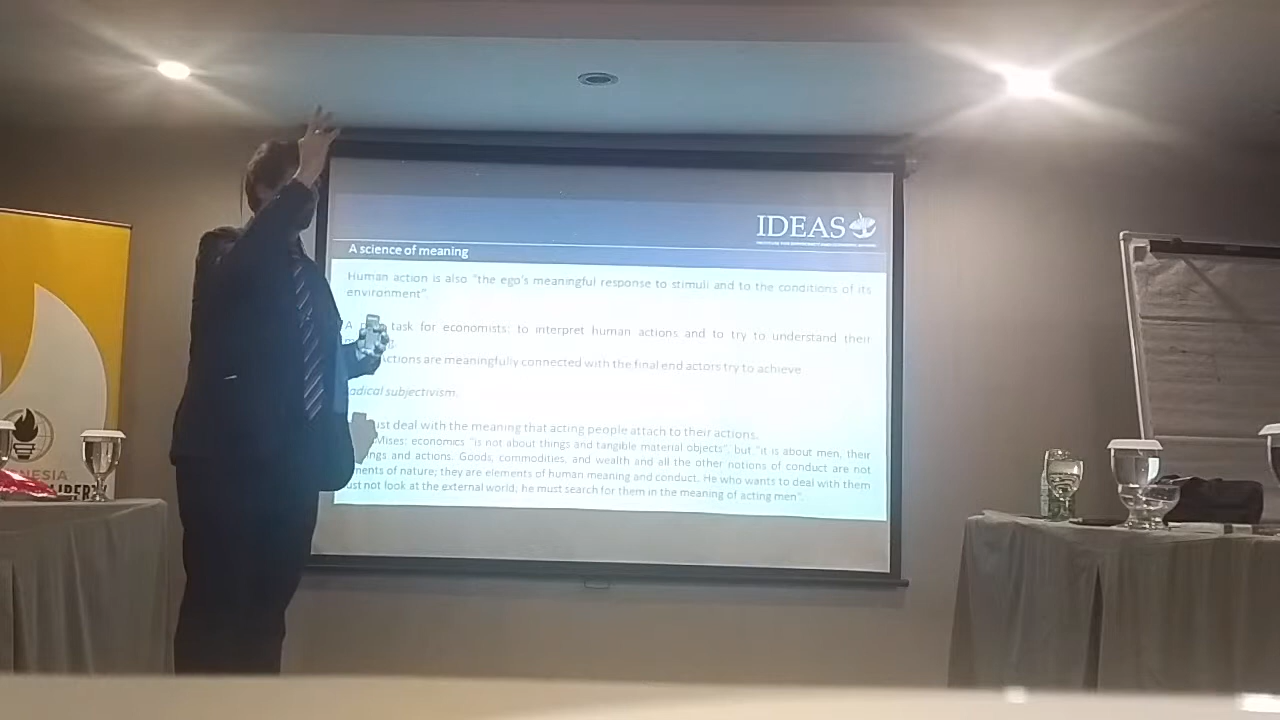 IDEAS
A science of meaning
Human action is also "the ego's meaningful response to stimuli and to the conditions of its
environment".
A task for economists: to interpret human actions and to try to understand their
ctions are meaningfully connected with the final end actors try to achieve
adical subjectivism.
ust deal with the meaning that acting people attach to their actions.
Mises: economics "is not about things and tangible material objects", but "it is about men, their
ings and actions. Goods, commodities, and wealth and all the other notions of conduct are not
ments of nature; they are elements of human meaning and conduct. He who wants to deal with them
ust not look at the external world; he must search for them in the meaning of acting men".
NESIA
LIBERTY